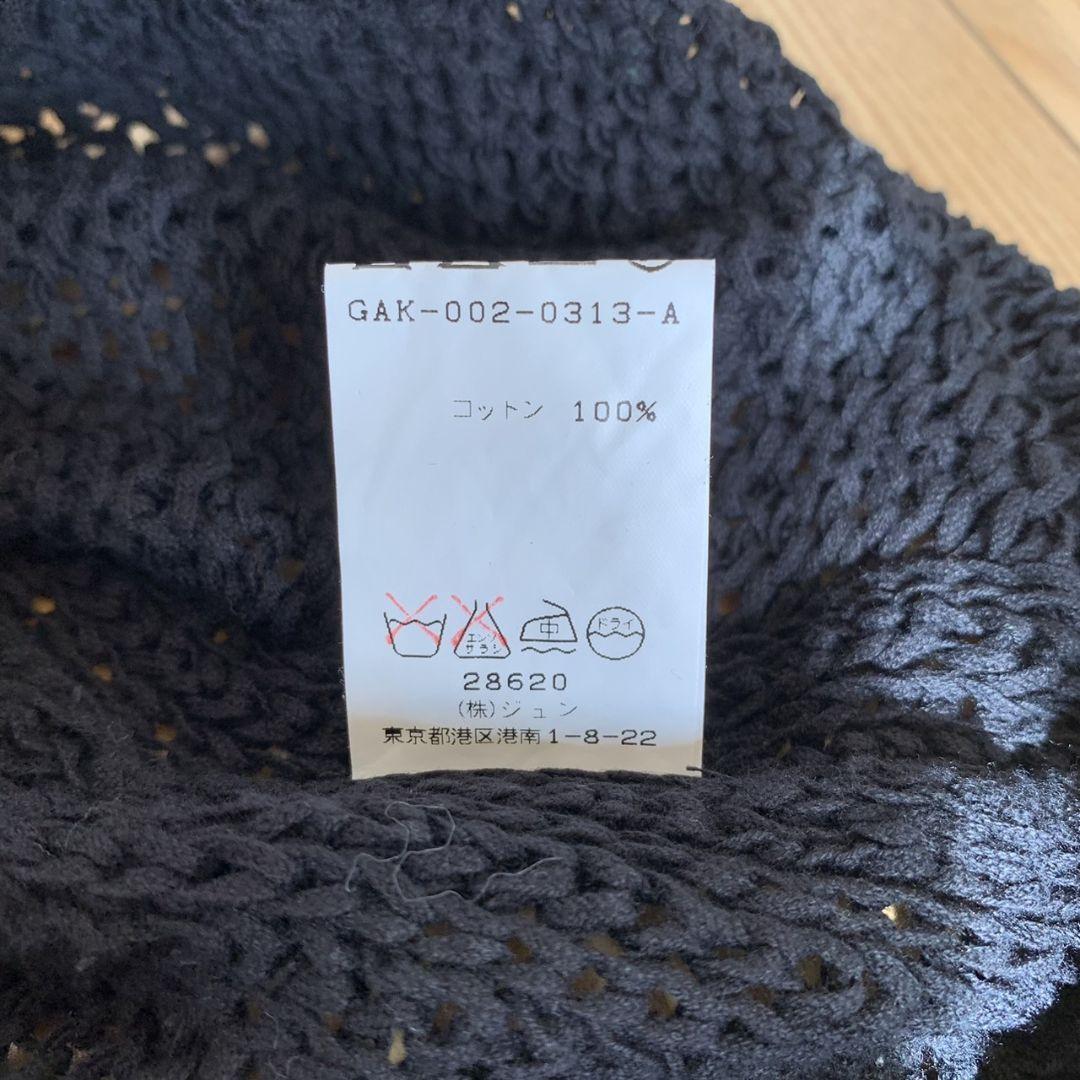 GAK-002-0313-A
コットン 100%
エンソ
サラシ
中
ドライ
28620
(株)ジュン
東京都港区港南1-8-22